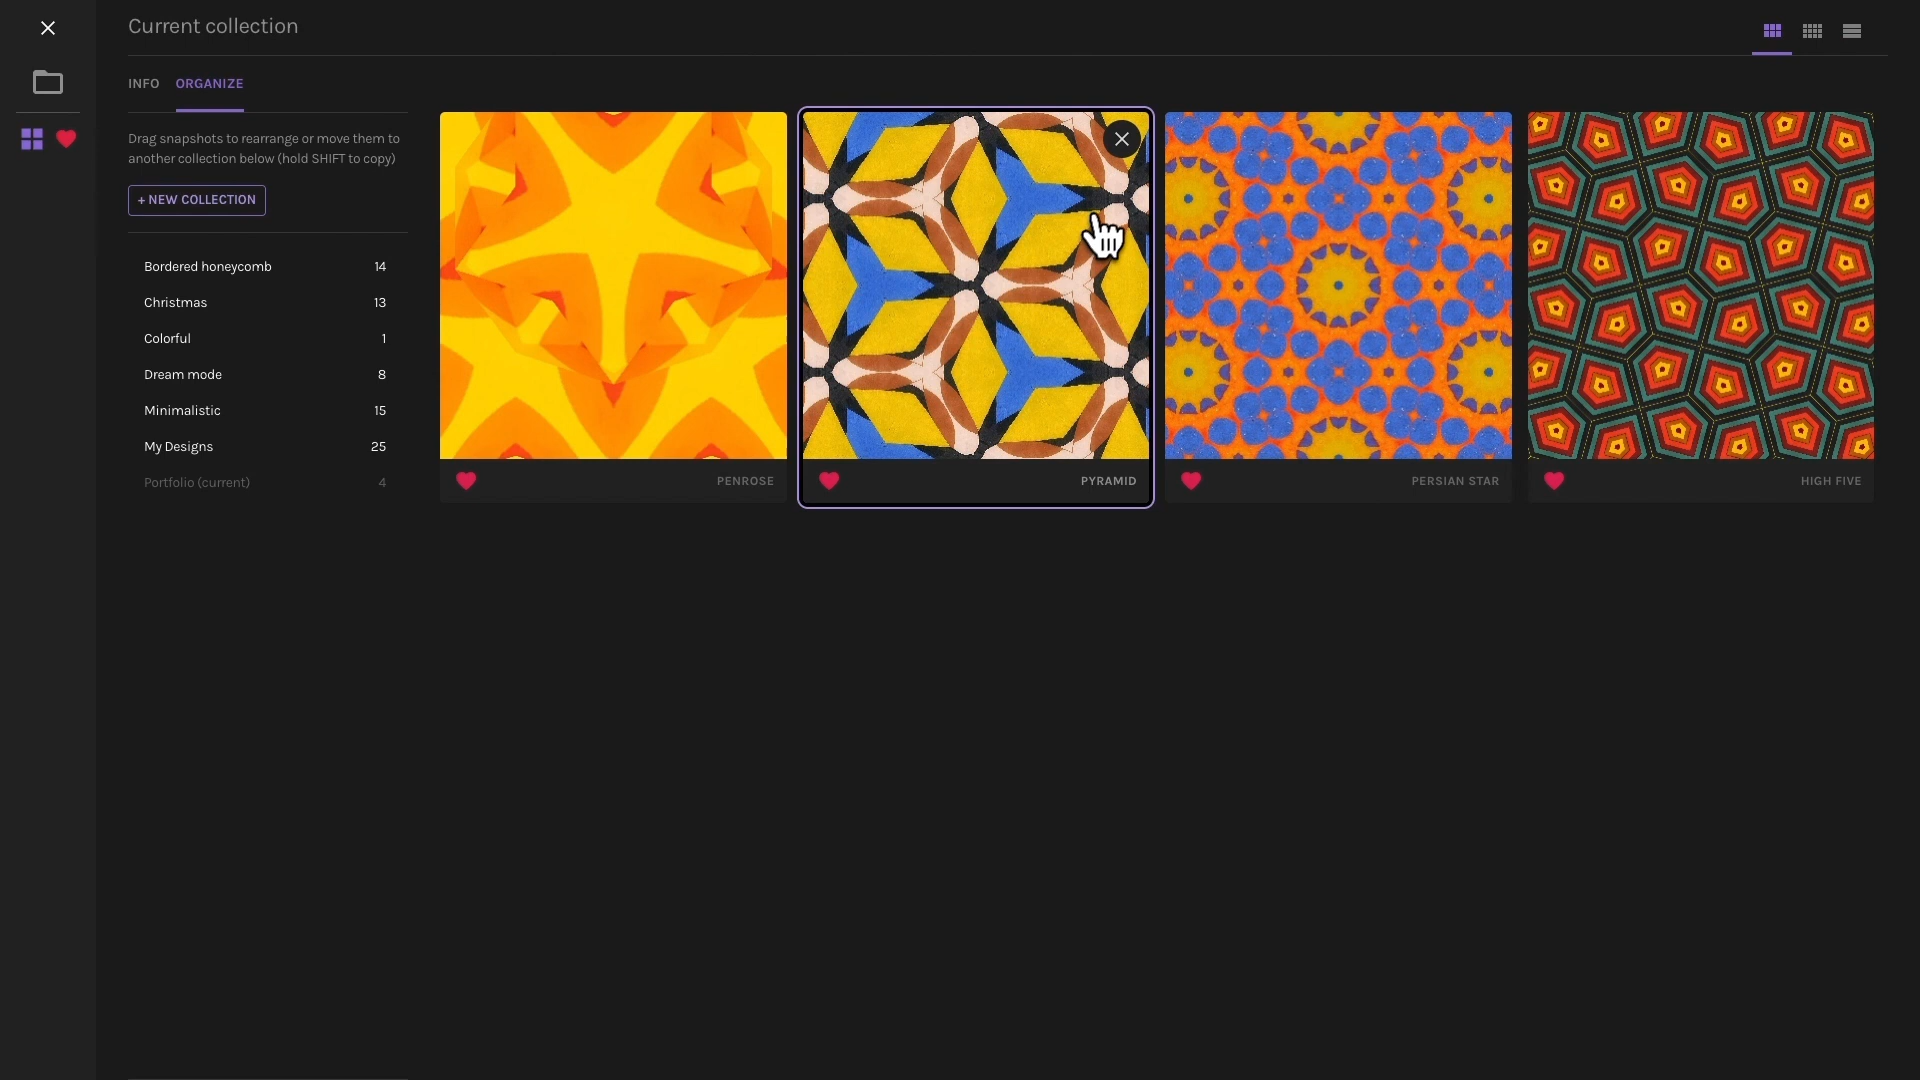 Current collection
INFO ORGANIZE
Drag snapshots to rearrange or move them to
another collection below (hold SHIFT to copy)
+ NEW COLLECTION
Bordered honeycomb 14
Christmas 13
Colorful 1
Dream mode 8
Minimalistic 15
My Designs 25
Portfolio (current) 4
PENROSE
PYRAMID
PERSIAN STAR
HIGH FIVE